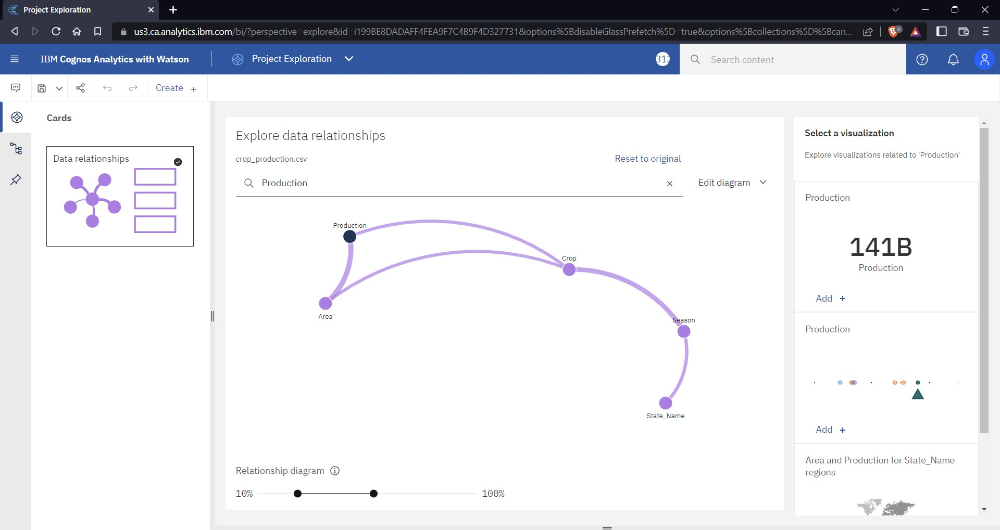 Project Exploration
us3.ca.analytics.ibm.com/bi/?perspective=explore&id=i199BE8DADAFF4FEA9F7C4B9F4D327731&options%5BdisableGlassPrefetch%5D=true&options%5Bcollections%5D%5Bcan...
3
IBM Cognos Analytics with Watson
Project Exploration
312
Search content
Create +
Cards
Data relationships
Explore data relationships
crop_production.csv
Reset to original
Production
Edit diagram
Production
Crop
Area
Season
State_Name
Relationship diagram
10%
100%
Select a visualization
Explore visualizations related to 'Production'
Production
141B
Production
Add +
Production
Add +
Area and Production for State_Name
regions